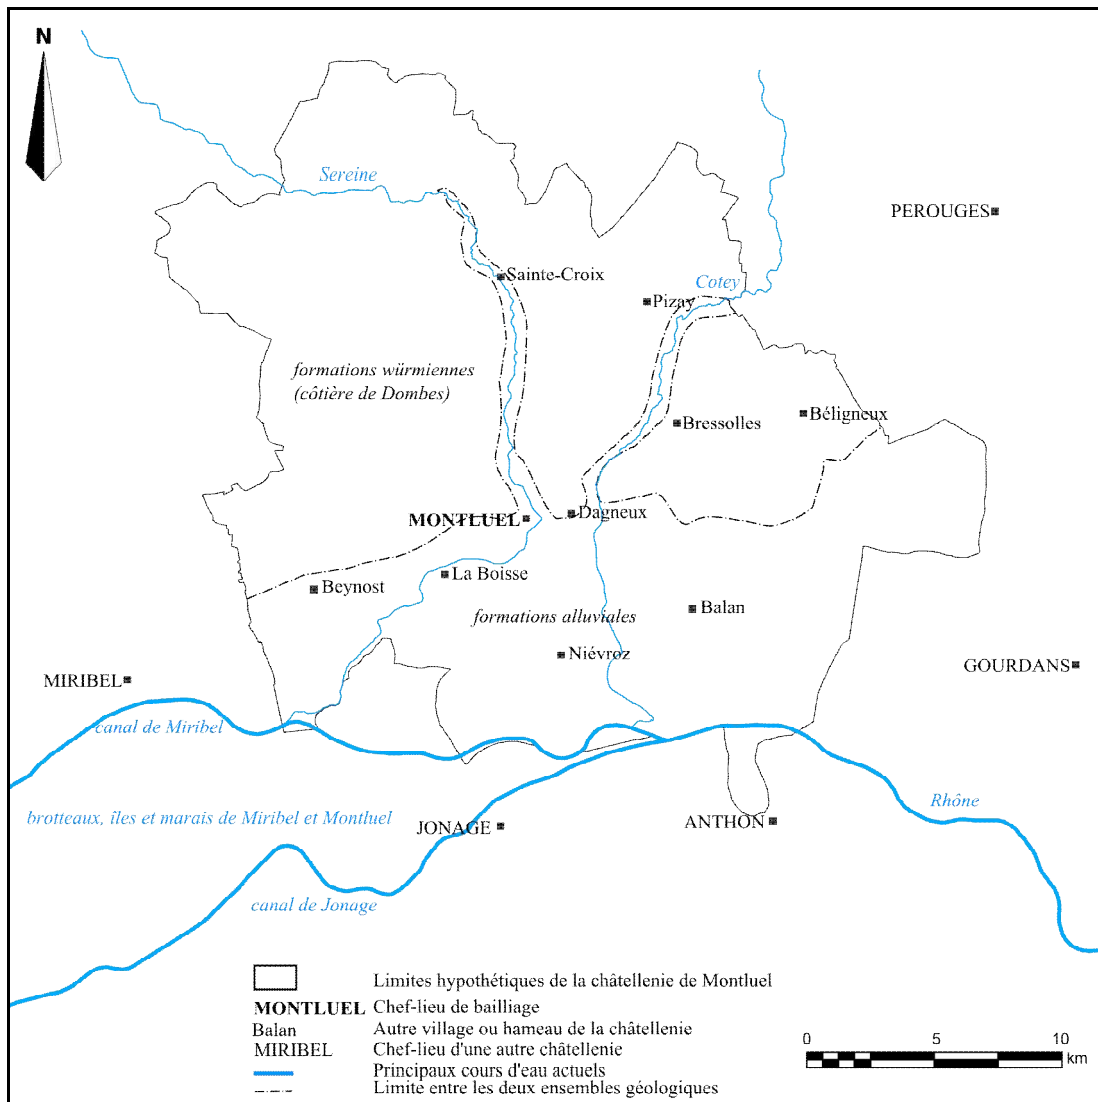 N
Sereine
PEROUGES
Sainte-Croix
Cotey
Pizay
formations würmiennes
(côtière de Dombes)
Béligneux
Bressolles
MONTLUEL
Dagneux
La Boisse
Beynost
Balan
formations alluviales
Niévroz
GOURDANS
MIRIBEL
canal de Miribel
Rhône
brotteaux, îles et marais de Miribel et Montluel
JONAGE
ANTHON
canal de Jonage
Limites hypothétiques de la châtellenie de Montluel
MONTLUEL Chef-lieu de bailliage
Balan Autre village ou hameau de la châtellenie
MIRIBEL Chef-lieu d'une autre châtellenie
Principaux cours d'eau actuels
Limite entre les deux ensembles géologiques
0 5 10
km